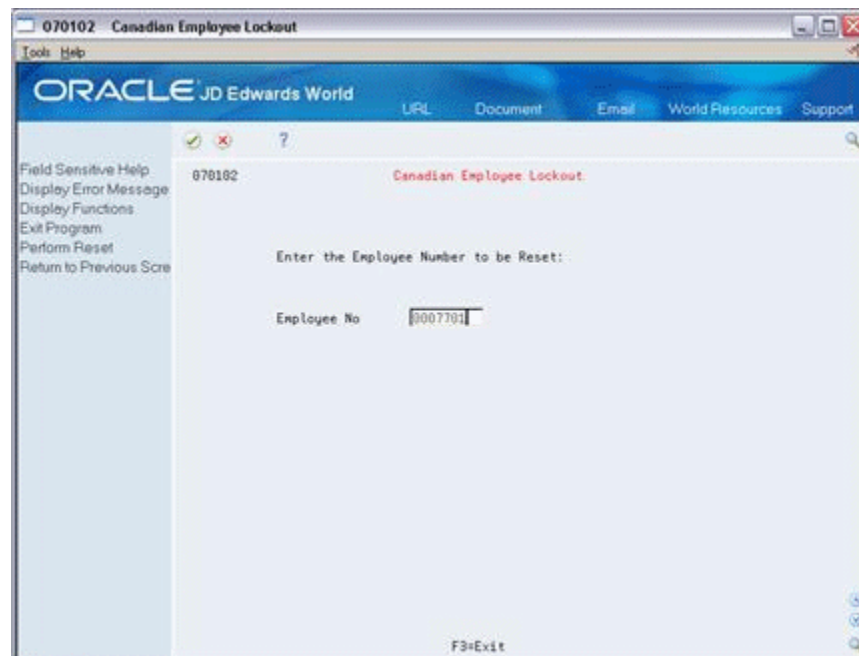 070102 Canadian Employee Lockout
Tools Help
ORACLE JD Edwards World
URL Document Email World Resources Support
?
Field Sensitive Help
Display Error Message
Display Functions
Exit Program
Perform Reset
Return to Previous Scre
070102 Canadian Employee Lockout
Enter the Employee Number to be Reset:
Employee No 0007701
F3=Exit